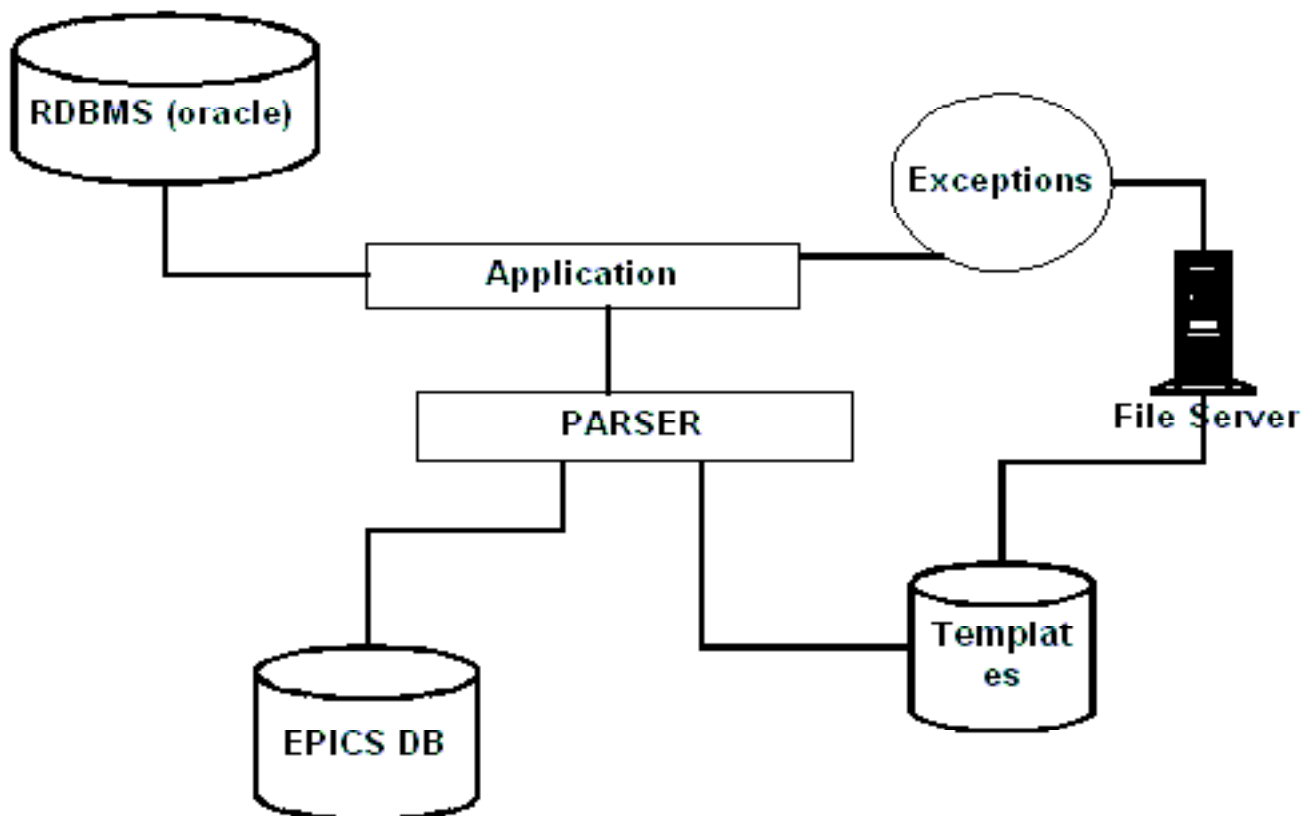 RDBMS (oracle)
Exceptions
Application
PARSER
File Server
Templat
es
EPICS DB